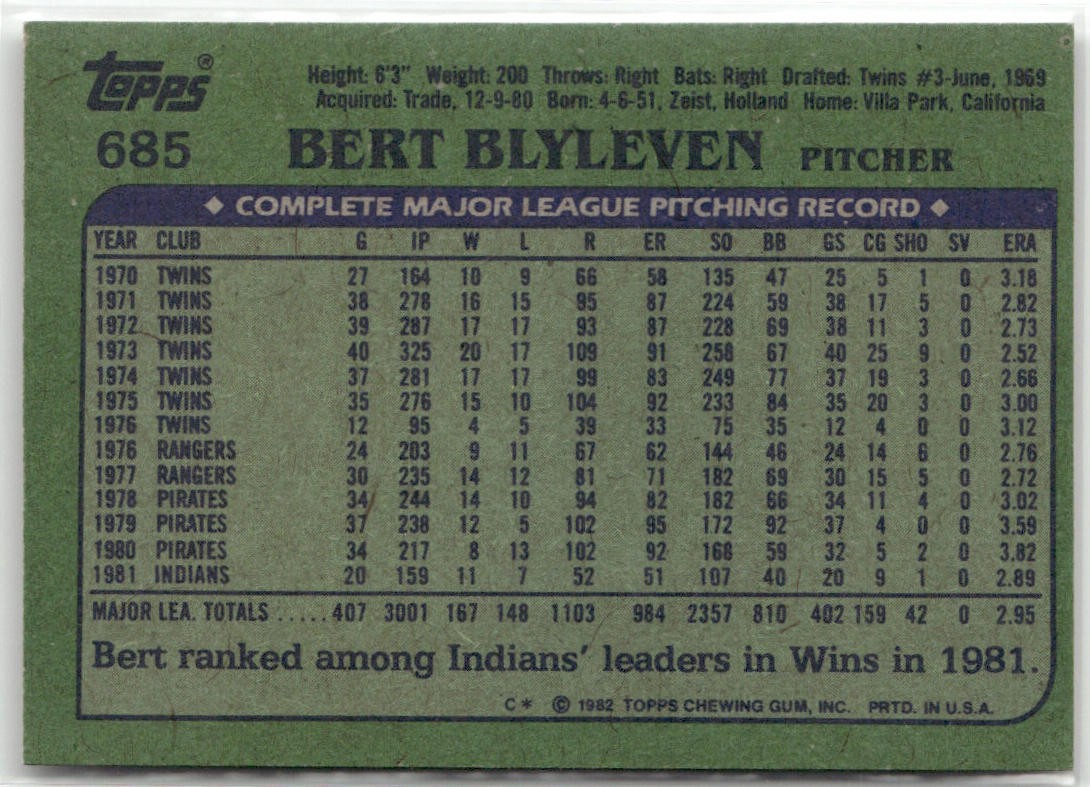 TOPPS®
Height: 6'3" Weight: 200 Throws: Right Bats: Right Drafted: Twins #3-June, 1969
Acquired: Trade, 12-9-80 Born: 4-6-51, Zeist, Holland Home: Villa Park, California
685 BERT BLYLEVEN PITCHER
◆ COMPLETE MAJOR LEAGUE PITCHING RECORD ◆
YEAR CLUB G IP W L R ER SO BB GS CG SHO SV ERA
1970 TWINS 27 164 10 9 66 58 135 47 25 5 1 0 3.18
1971 TWINS 38 278 16 15 95 87 224 59 38 17 5 0 2.82
1972 TWINS 39 287 17 17 93 87 228 69 38 11 3 0 2.73
1973 TWINS 40 325 20 17 109 91 258 67 40 25 9 0 2.52
1974 TWINS 37 281 17 17 99 83 249 77 37 19 3 0 2.66
1975 TWINS 35 276 15 10 104 92 233 84 35 20 3 0 3.00
1976 TWINS 12 95 4 5 39 33 75 35 12 4 0 0 3.12
1976 RANGERS 24 203 9 11 67 62 144 46 24 14 6 0 2.76
1977 RANGERS 30 235 14 12 81 71 182 69 30 15 5 0 2.72
1978 PIRATES 34 244 14 10 94 82 182 66 34 11 4 0 3.02
1979 PIRATES 37 238 12 5 102 95 172 92 37 4 0 0 3.59
1980 PIRATES 34 217 8 13 102 92 168 59 32 5 2 0 3.82
1981 INDIANS 20 159 11 7 52 51 107 40 20 9 1 0 2.89
MAJOR LEA. TOTALS ..... 407 3001 167 148 1103 984 2357 810 402 159 42 0 2.95
Bert ranked among Indians' leaders in Wins in 1981.
C* © 1982 TOPPS CHEWING GUM, INC. PRTD. IN U.S.A.